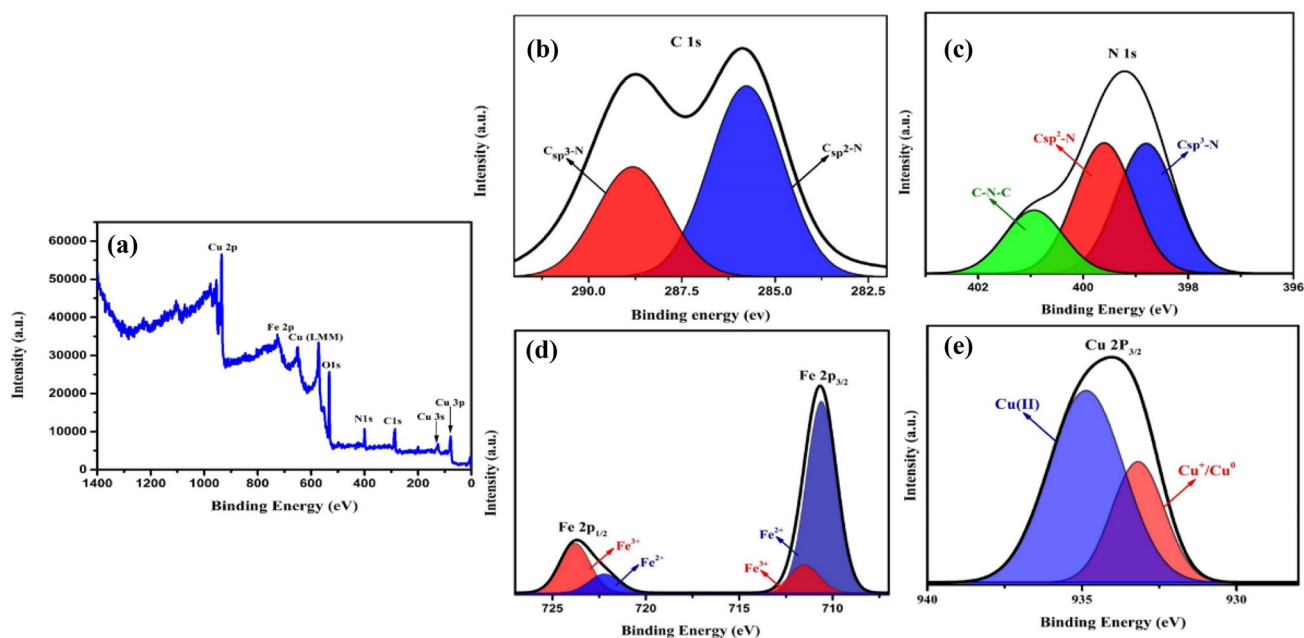 (a)
Cu 2p
Fe 2p
Cu (LMM)
O1s
N1s
C1s
Cu 3s
Cu 3p
60000
50000
40000
30000
20000
10000
0
1400 1200 1000 800 600 400 200 0
Intensity (a.u.)
Binding Energy (eV)
(b)
C 1s
Csp3-N
Csp2-N
290.0 287.5 285.0 282.5
Intensity (a.u.)
Binding energy (ev)
(c)
N 1s
Csp²-N
Csp³-N
C-N-C
402 400 398 396
Intensity (a.u.)
Binding Energy (eV)
(d)
Fe 2p3/2
Fe 2p1/2
Fe³⁺
Fe²⁺
Fe²⁺
Fe³⁺
725 720 715 710
Intensity (a.u.)
Binding Energy (eV)
(e)
Cu 2P3/2
Cu(II)
Cu⁺/Cu⁰
940 935 930
Intensity (a.u.)
Binding Energy (eV)